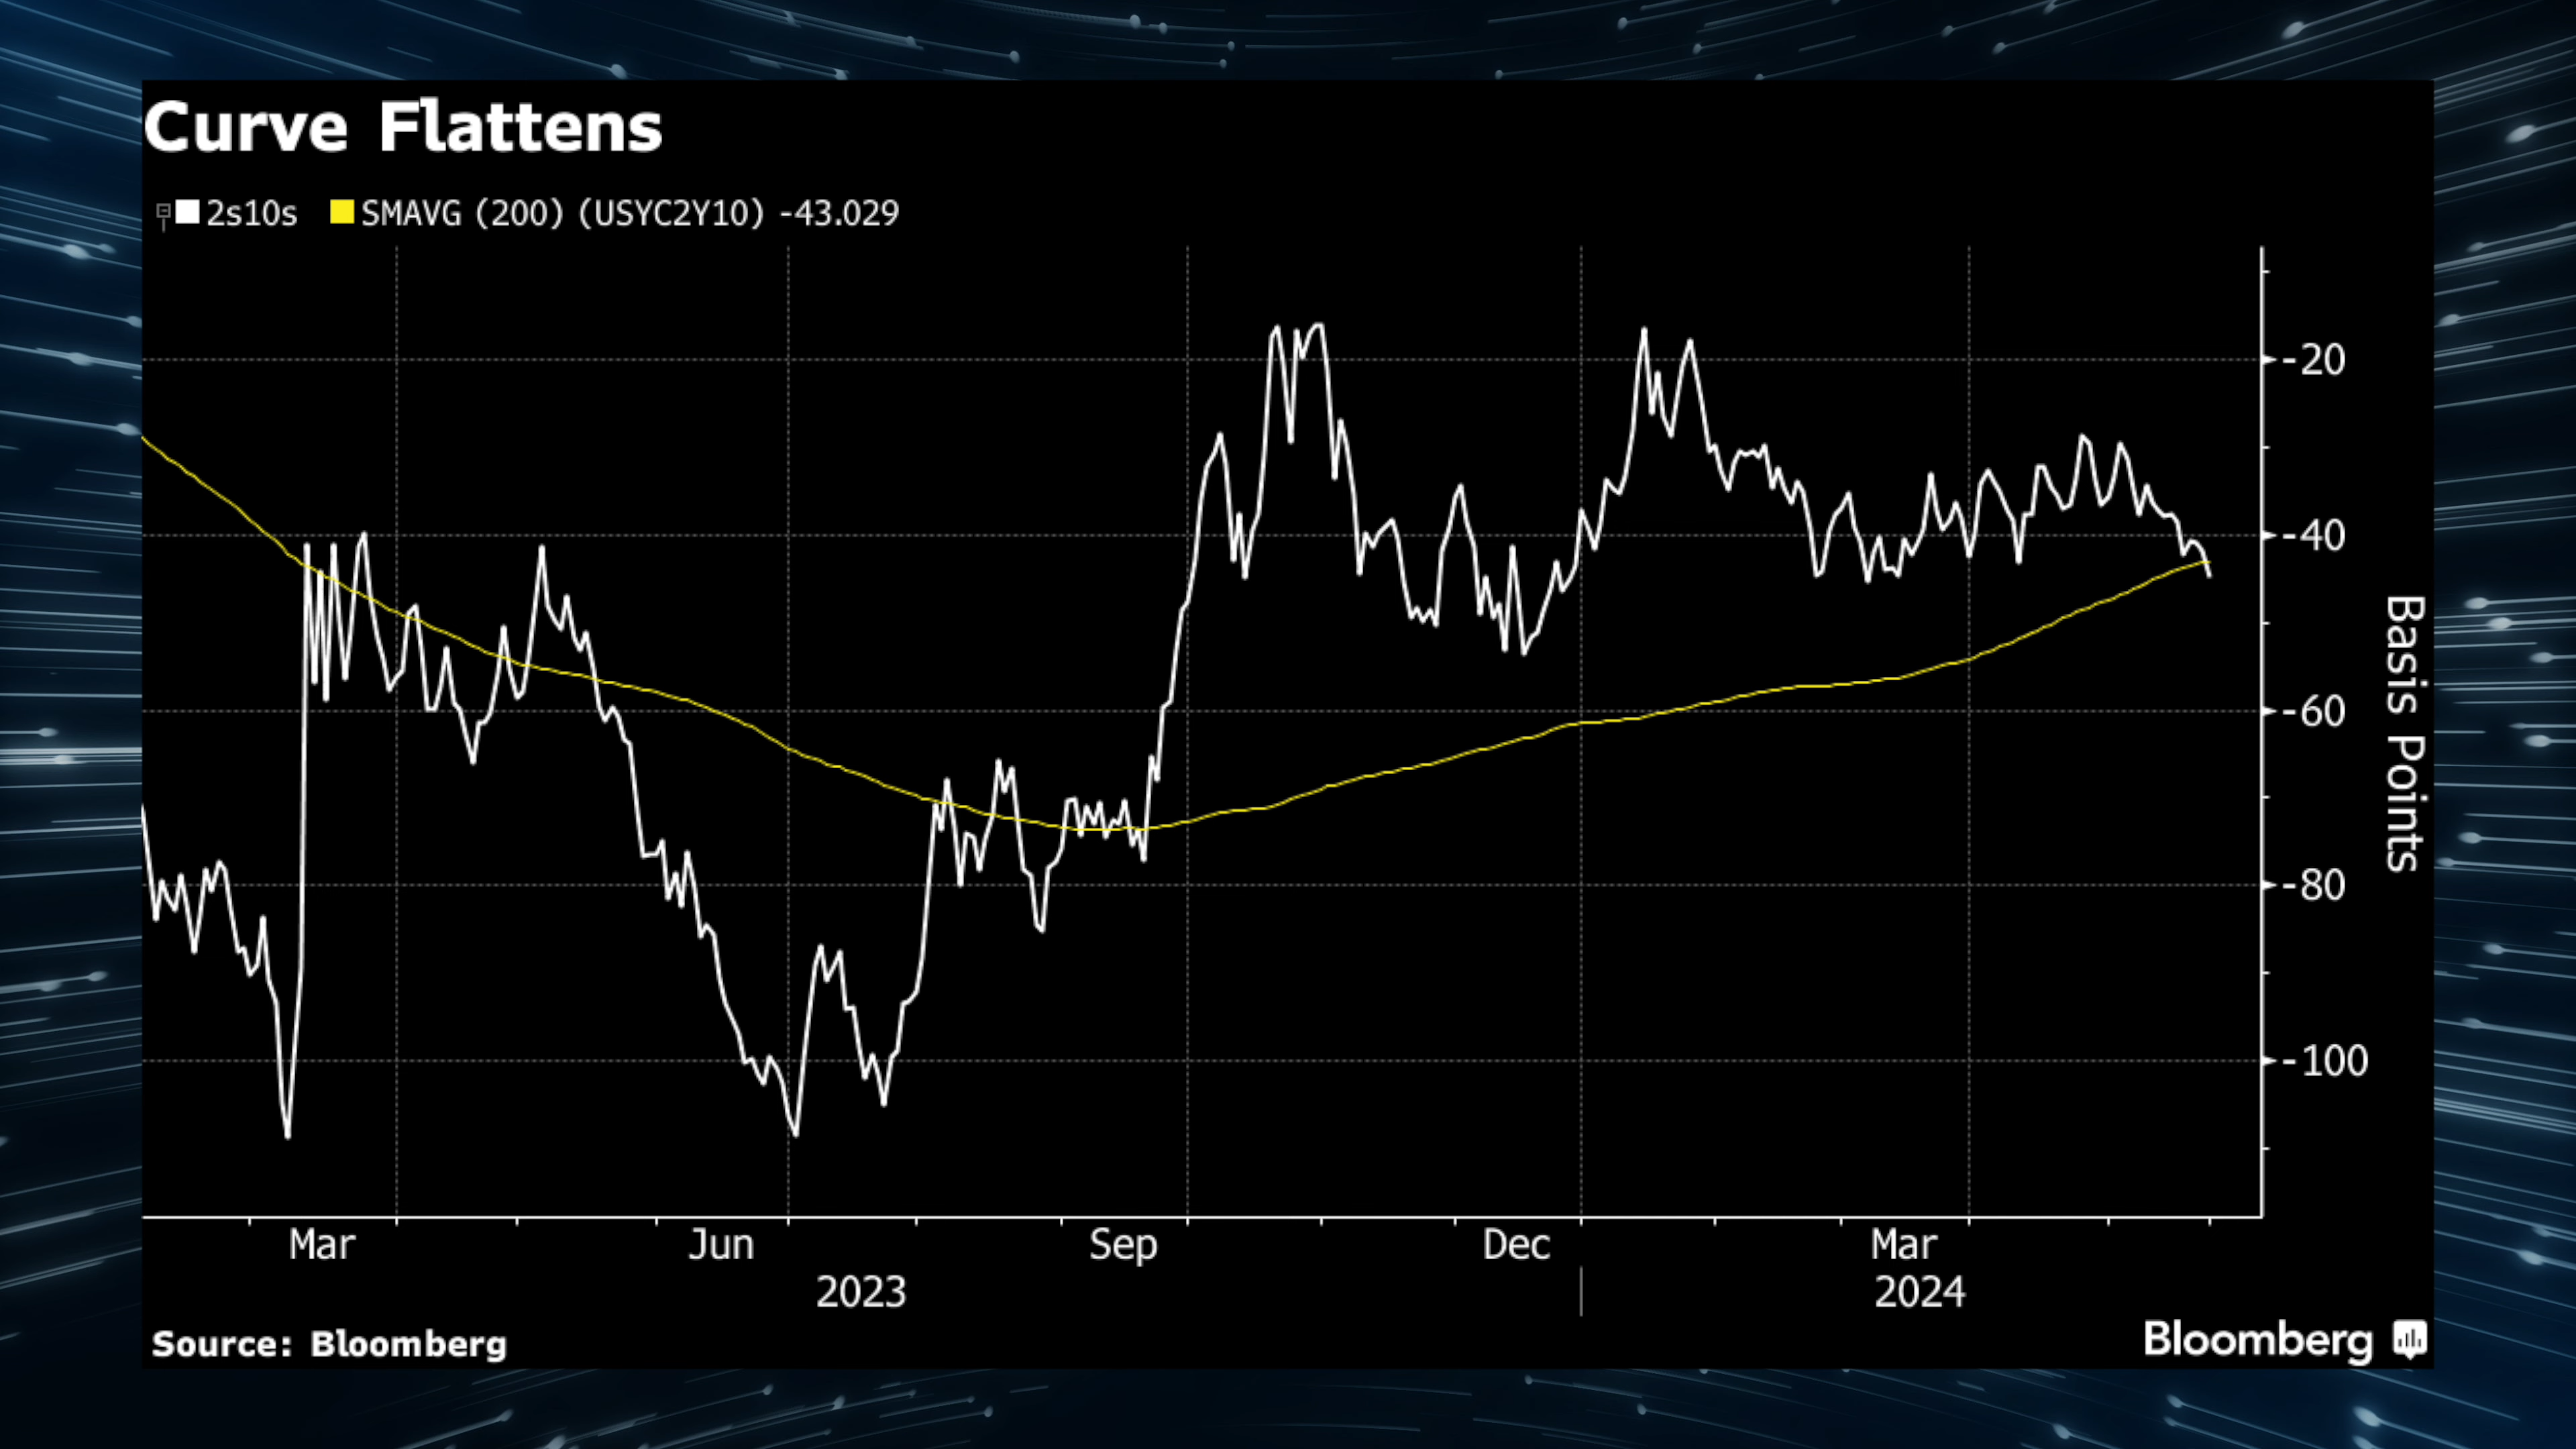 Curve Flattens
2s10s SMAVG (200) (USYC2Y10) -43.029
-20
-40
-60
-80
-100
Basis Points
Mar Jun Sep Dec Mar
2023 2024
Source: Bloomberg
Bloomberg